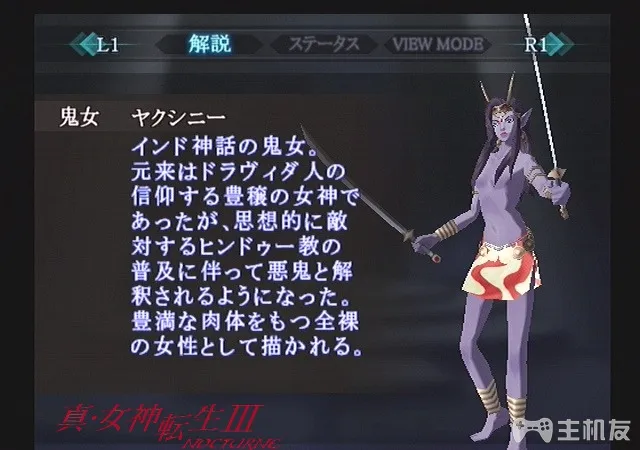 L1 解説 ステータス VIEW MODE R1
鬼女 ヤクシニー
インド神話の鬼女。
元来はドラヴィダ人の
信仰する豊穣の女神で
あったが、思想的に敵
対するヒンドゥー教の
普及に伴って悪鬼と解
釈されるようになった。
豊満な肉体をもつ全裸
の女性として描かれる。
真・女神転生III
NOCTURNE
主机友